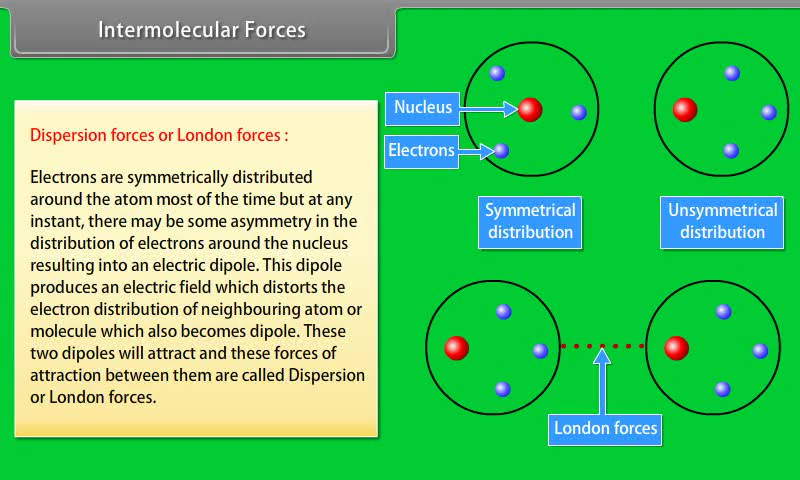 Intermolecular Forces
Dispersion forces or London forces :
Electrons are symmetrically distributed
around the atom most of the time but at any
instant, there may be some asymmetry in the
distribution of electrons around the nucleus
resulting into an electric dipole. This dipole
produces an electric field which distorts the
electron distribution of neighbouring atom or
molecule which also becomes dipole. These
two dipoles will attract and these forces of
attraction between them are called Dispersion
or London forces.
Nucleus
Electrons
Symmetrical
distribution
Unsymmetrical
distribution
London forces